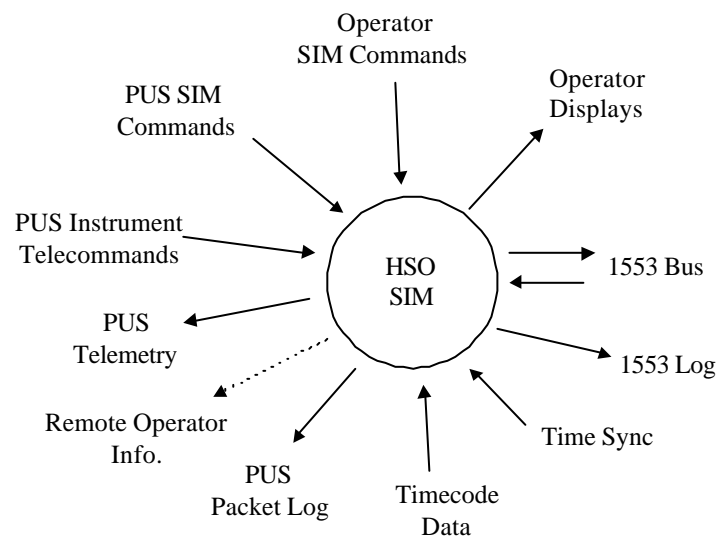 Operator
SIM Commands
Operator
Displays
PUS SIM
Commands
PUS Instrument
Telecommands
HSO
SIM
1553 Bus
PUS
Telemetry
1553 Log
Remote Operator
Info.
Time Sync
PUS
Packet Log
Timecode
Data